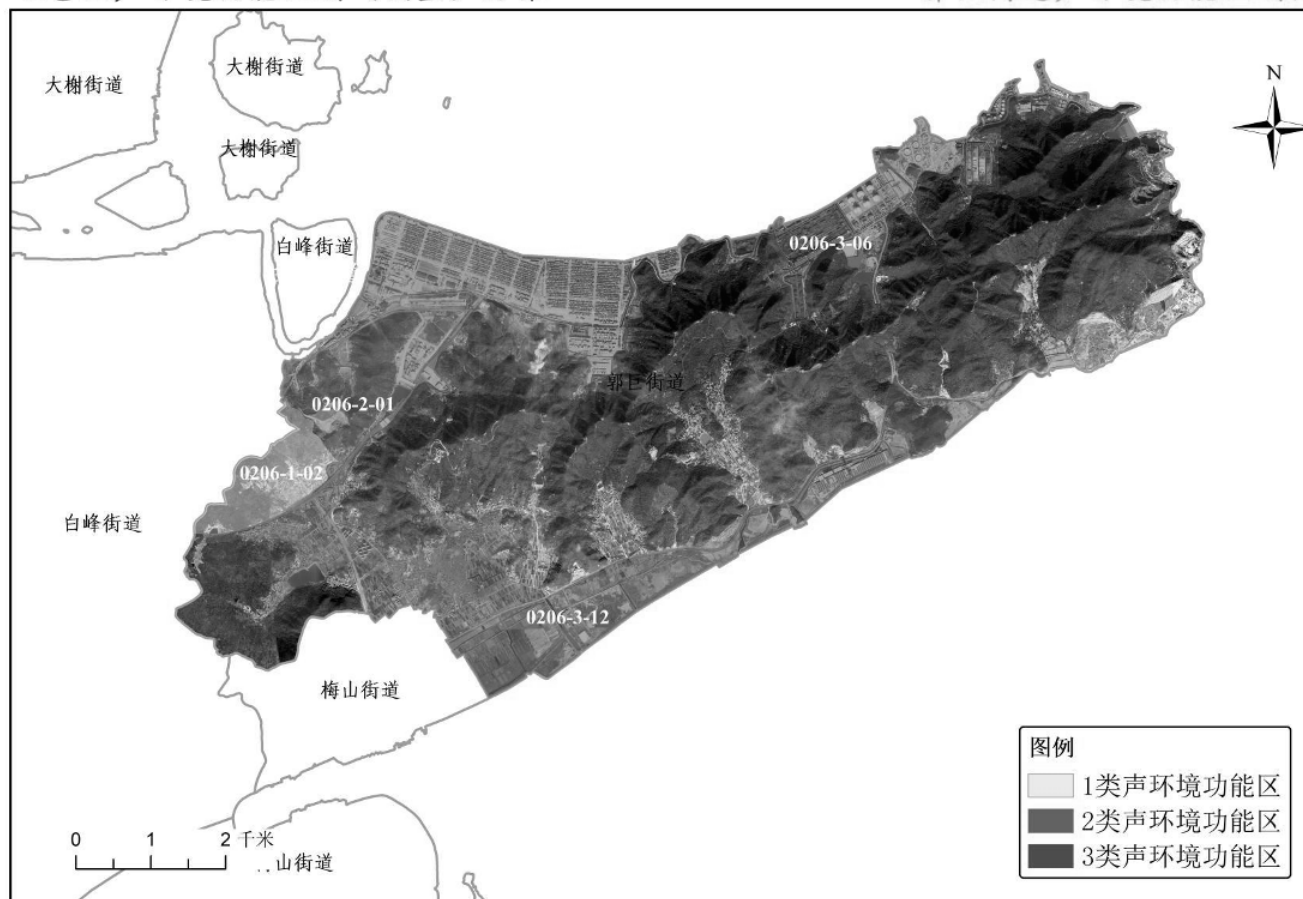 大榭街道
大榭街道
N
大榭街道
白峰街道
0206-3-06
郭巨街道
0206-2-01
0206-1-02
白峰街道
0206-3-12
梅山街道
图例
1类声环境功能区
2类声环境功能区
3类声环境功能区
0 1 2 千米
山街道